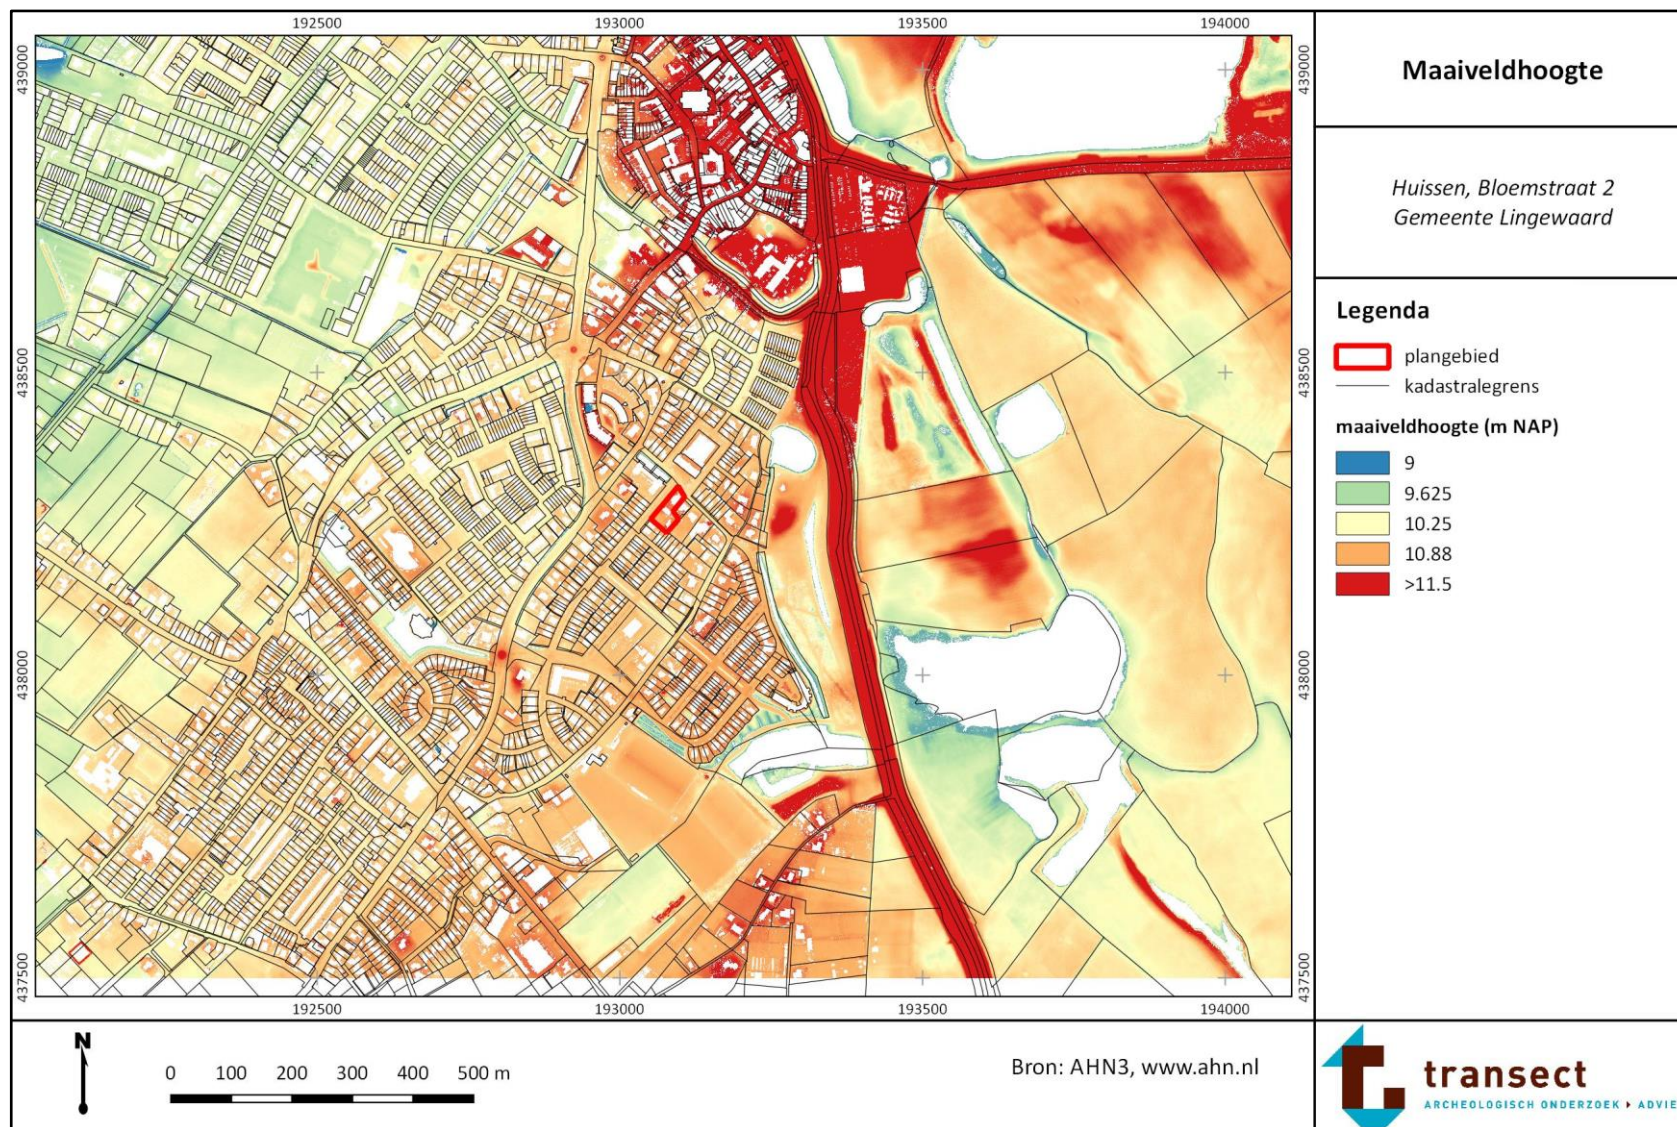 192500 193000 193500 194000
439000 439000
438500 438500
438000 438000
437500 437500
192500 193000 193500 194000
Maaiveldhoogte
Huissen, Bloemstraat 2
Gemeente Lingewaard
Legenda
plangebied
kadastralegrens
maaiveldhoogte (m NAP)
9
9.625
10.25
10.88
>11.5
N
0 100 200 300 400 500 m
Bron: AHN3, www.ahn.nl
transect
ARCHEOLOGISCH ONDERZOEK ADVIE